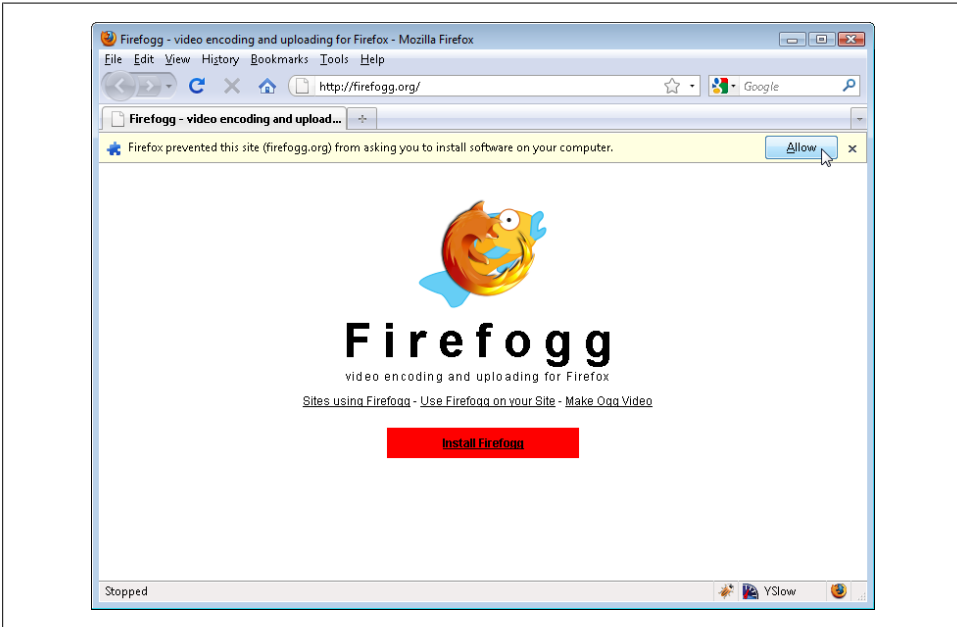 Firefogg - video encoding and uploading for Firefox - Mozilla Firefox
File Edit View History Bookmarks Tools Help
http://firefogg.org/ Google
Firefogg - video encoding and upload...
Firefox prevented this site (firefogg.org) from asking you to install software on your computer. Allow
Firefogg
video encoding and uploading for Firefox
Sites using Firefogg - Use Firefogg on your Site - Make Ogg Video
Install Firefogg
Stopped YSlow